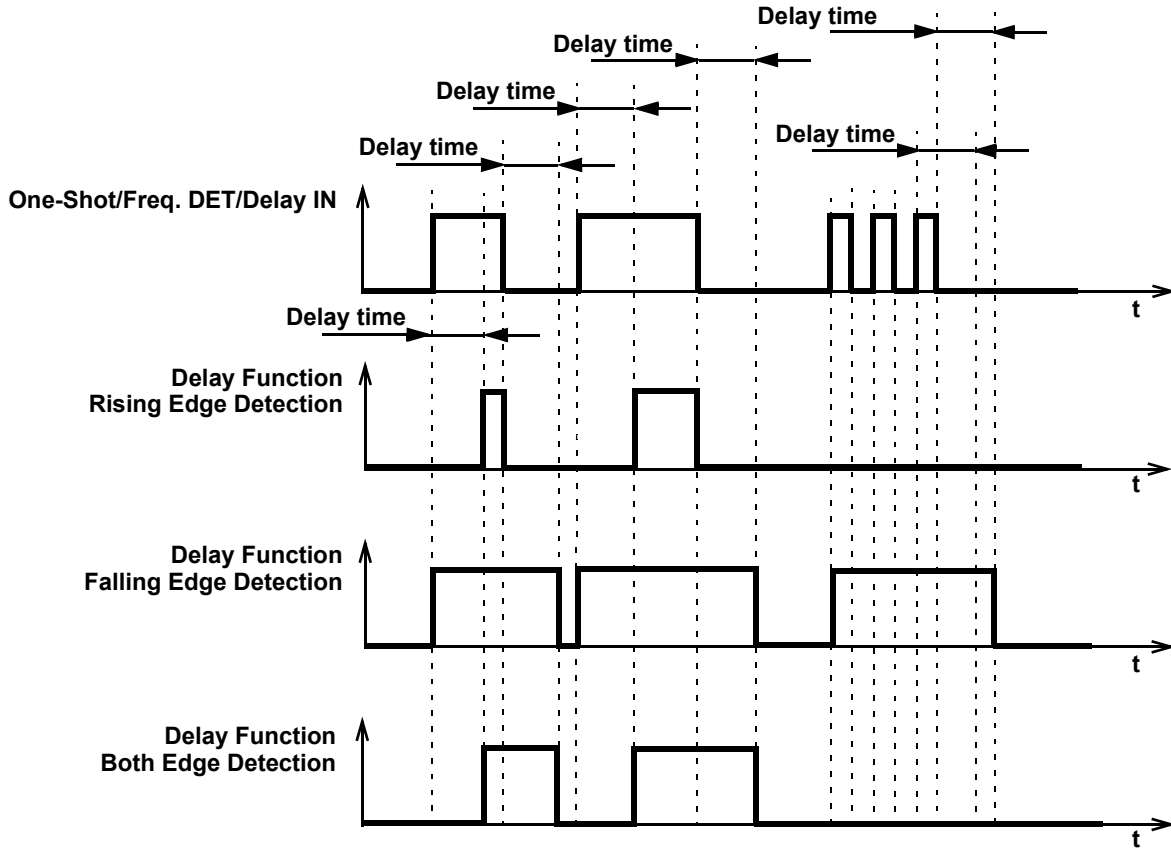 Delay time
Delay time
Delay time
Delay time
Delay time
One-Shot/Freq. DET/Delay IN
t
Delay time
Delay Function
Rising Edge Detection
t
Delay Function
Falling Edge Detection
t
Delay Function
Both Edge Detection
t